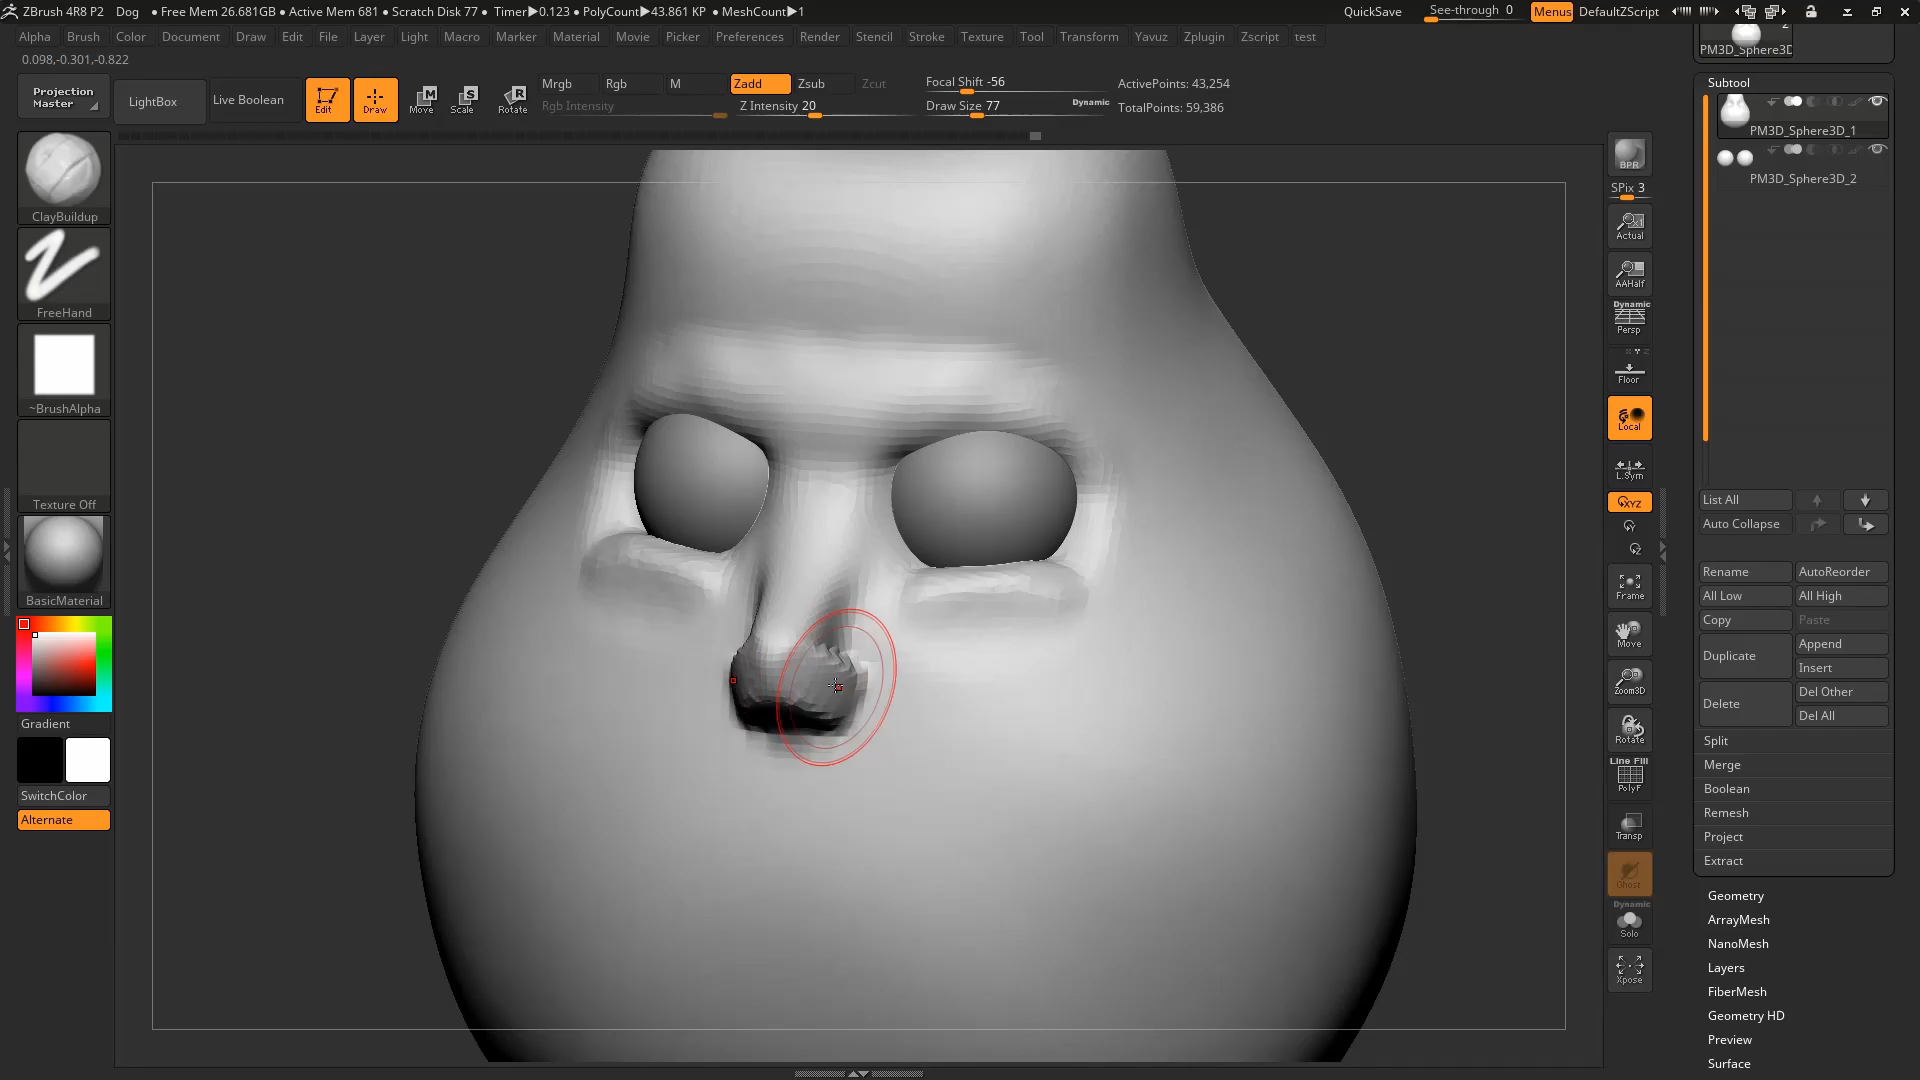 ZBrush 4R8 P2 Dog • Free Mem 26.681GB • Active Mem 681 • Scratch Disk 77 • Timer▶0.123 • PolyCount▶43.861 KP • MeshCount▶1 QuickSave See-through 0 Menus DefaultZScript
Alpha Brush Color Document Draw Edit File Layer Light Macro Marker Material Movie Picker Preferences Render Stencil Stroke Texture Tool Transform Yavuz Zplugin Zscript test
PM3D_Sphere3D
0.098,-0.301,-0.822
Projection
Master
LightBox
Live Boolean
Edit
Draw
Move
Scale
Rotate
Mrgb Rgb M Zadd Zsub Zcut
Rgb Intensity Z Intensity 20
Focal Shift -56
Draw Size 77 Dynamic
ActivePoints: 43,254
TotalPoints: 59,386
ClayBuildup
FreeHand
~BrushAlpha
Texture Off
BasicMaterial
Gradient
SwitchColor
Alternate
BPR
SPix 3
Actual
AAHalf
Dynamic
Persp
Floor
Local
L.Sym
XYZ
Y
Z
Frame
Move
Zoom3D
Rotate
Line Fill
PolyF
Transp
Ghost
Dynamic
Solo
Xpose
Subtool
PM3D_Sphere3D_1
PM3D_Sphere3D_2
List All
Auto Collapse
Rename AutoReorder
All Low All High
Copy Paste
Duplicate Append
Insert
Delete Del Other
Del All
Split
Merge
Boolean
Remesh
Project
Extract
Geometry
ArrayMesh
NanoMesh
Layers
FiberMesh
Geometry HD
Preview
Surface